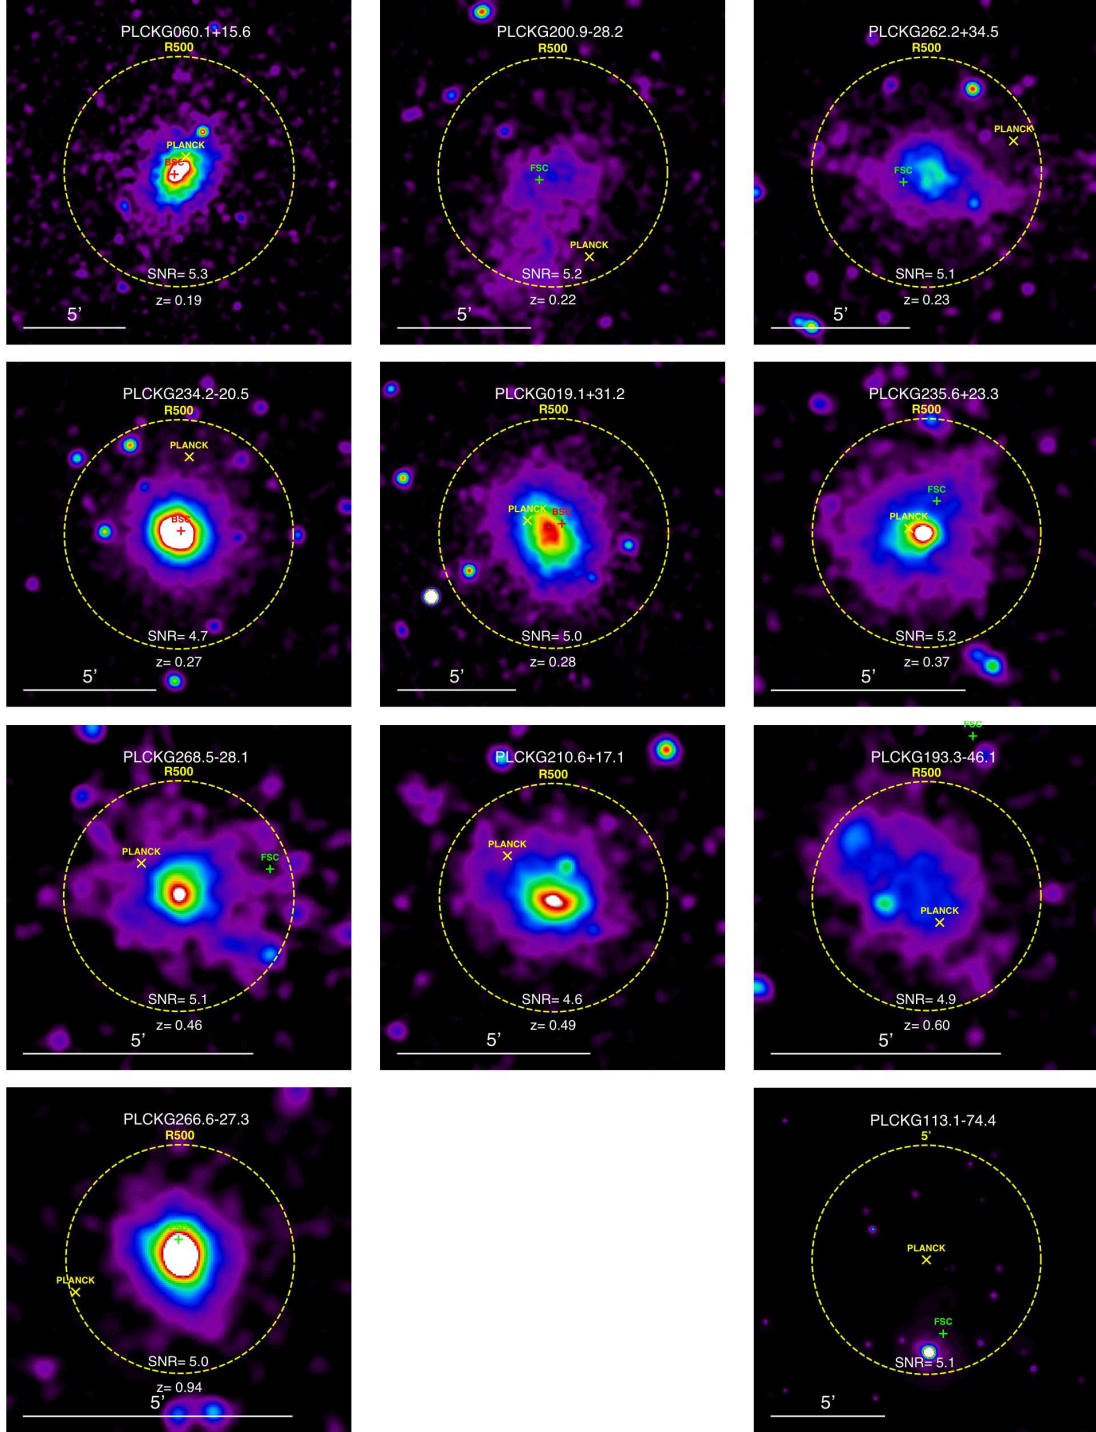 PLCKG060.1+15.6
R500
PLANCK
BSC
SNR= 5.3
z= 0.19
5’
PLCKG200.9-28.2
R500
FSC
PLANCK
SNR= 5.2
z= 0.22
5’
PLCKG262.2+34.5
R500
PLANCK
FSC
SNR= 5.1
z= 0.23
5’
PLCKG234.2-20.5
R500
PLANCK
BSC
SNR= 4.7
z= 0.27
5’
PLCKG019.1+31.2
R500
PLANCK
BSC
SNR= 5.0
z= 0.28
5’
PLCKG235.6+23.3
R500
FSC
PLANCK
SNR= 5.2
z= 0.37
5’
PLCKG268.5-28.1
R500
PLANCK
FSC
SNR= 5.1
z= 0.46
5’
PLCKG210.6+17.1
R500
PLANCK
SNR= 4.6
z= 0.49
5’
FSC
PLCKG193.3-46.1
R500
PLANCK
SNR= 4.9
z= 0.60
5’
PLCKG266.6-27.3
R500
PLANCK
SNR= 5.0
z= 0.94
5’
PLCKG113.1-74.4
5’
PLANCK
FSC
SNR= 5.1
5’